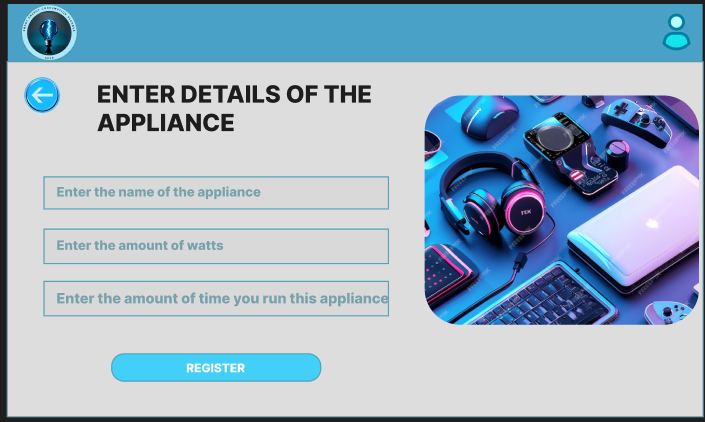 ENTER DETAILS OF THE
APPLIANCE
Enter the name of the appliance
Enter the amount of watts
Enter the amount of time you run this appliance
REGISTER